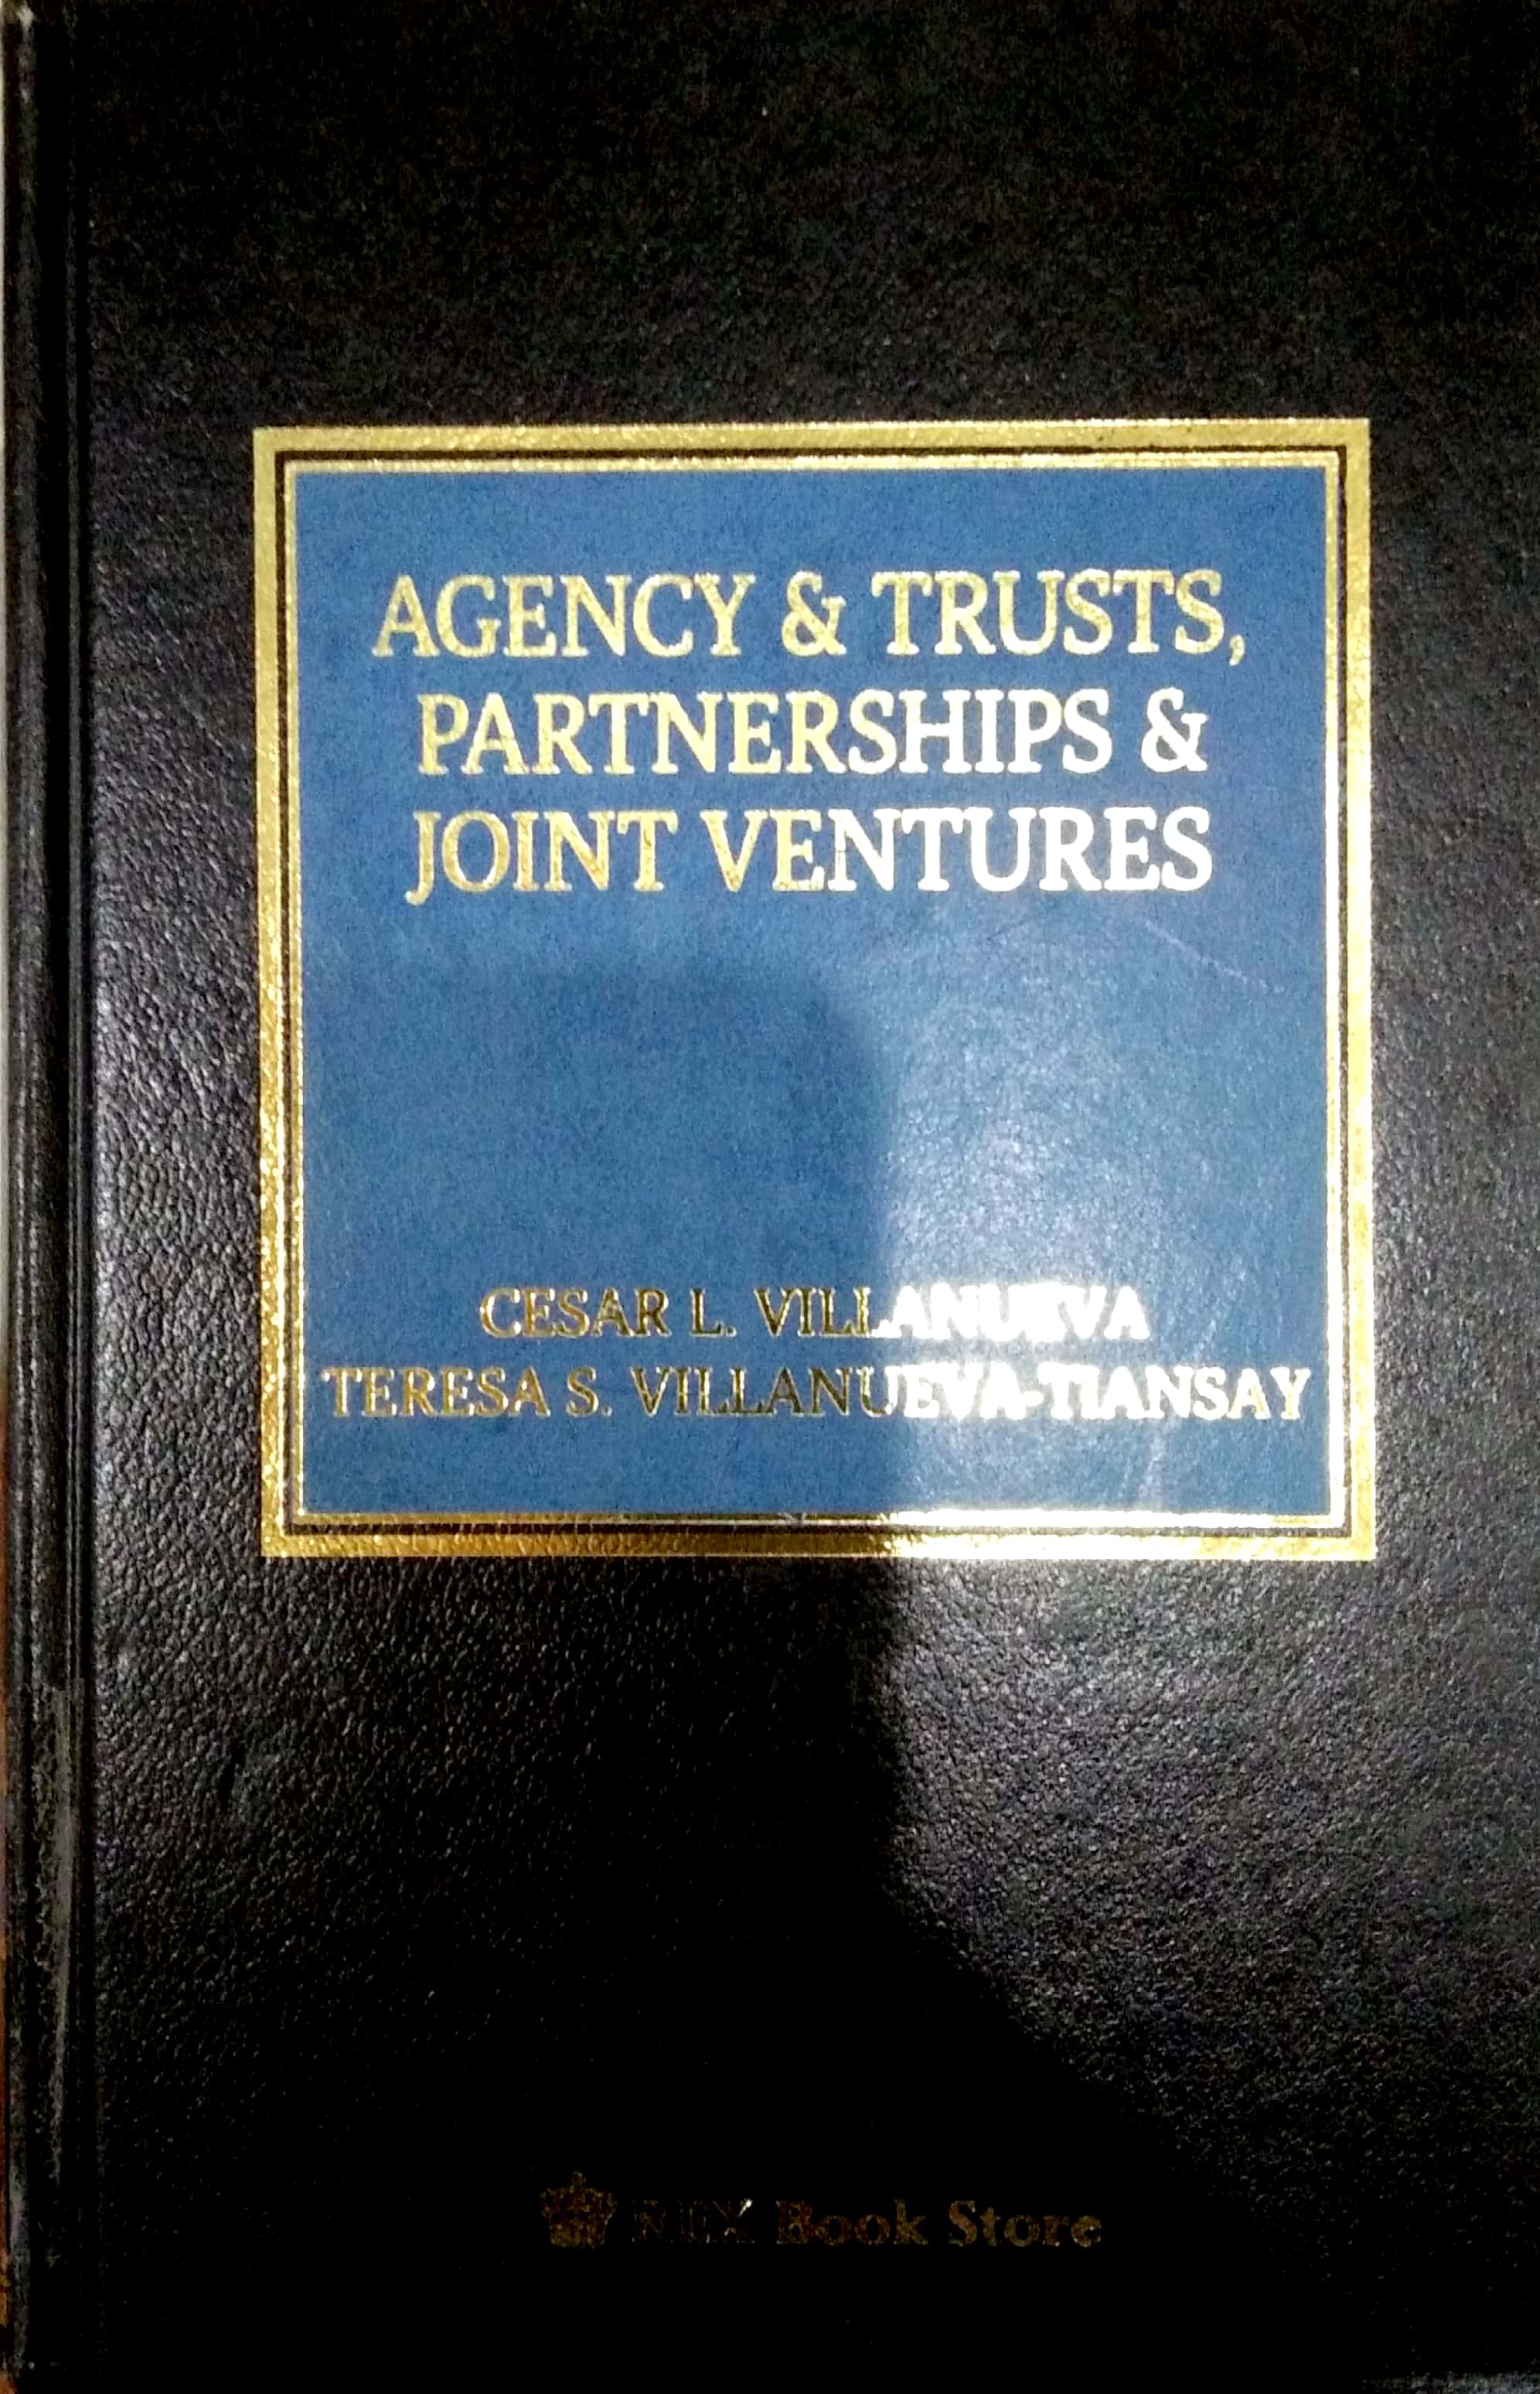 AGENCY & TRUSTS,
PARTNERSHIPS &
JOINT VENTURES
CESAR L. VILLANUEVA
TERESA S. VILLANUEVA-TIANSAY
REX Book Store